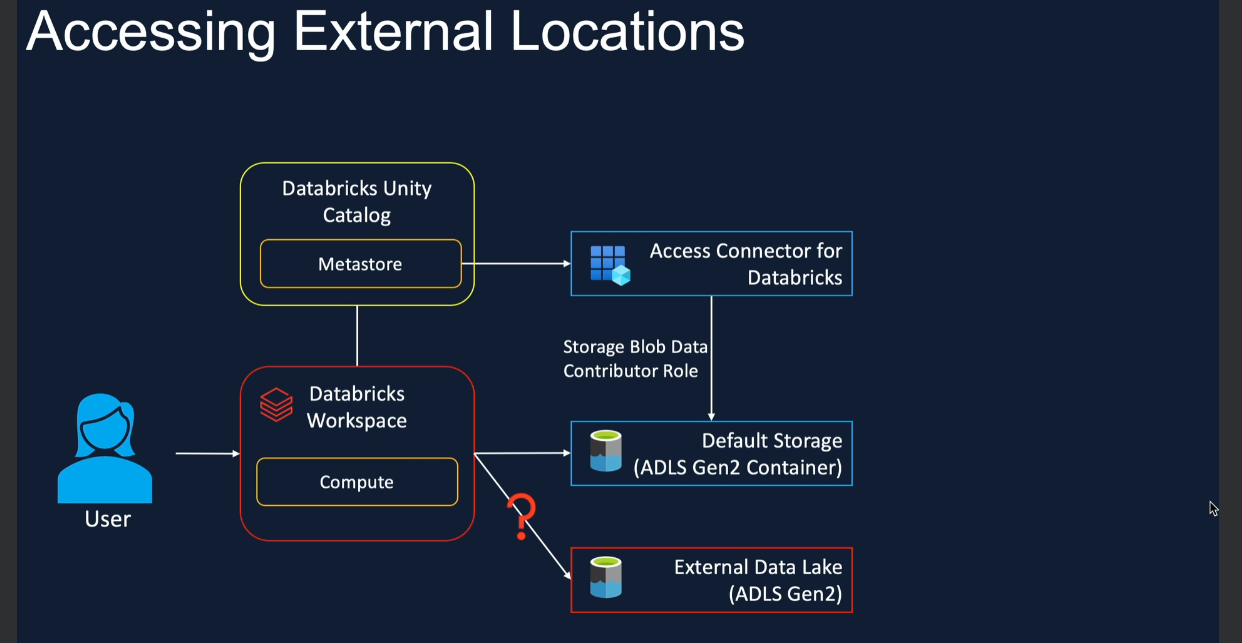 Accessing External Locations
Databricks Unity
Catalog
Metastore
Access Connector for
Databricks
Storage Blob Data
Contributor Role
Databricks
Workspace
Compute
User
Default Storage
(ADLS Gen2 Container)
?
External Data Lake
(ADLS Gen2)